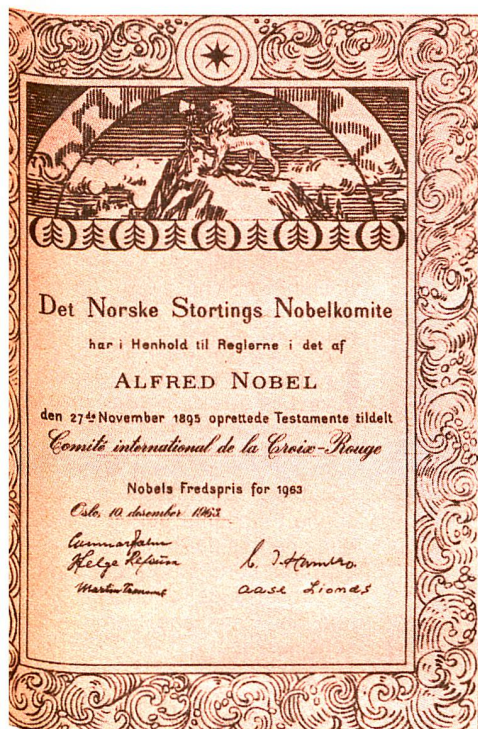 Det Norske Stortings Nobelkomite
har i Henhold til Reglerne i det af
ALFRED NOBEL
den 27de November 1895 oprettede Testamente tildelt
Comité international de la Croix-Rouge
Nobels Fredspris for 1963
Oslo, 10. desember 1963
Gunnar Jahn
Helge Refsum
Martin Tranmæl
Aase Lionæs